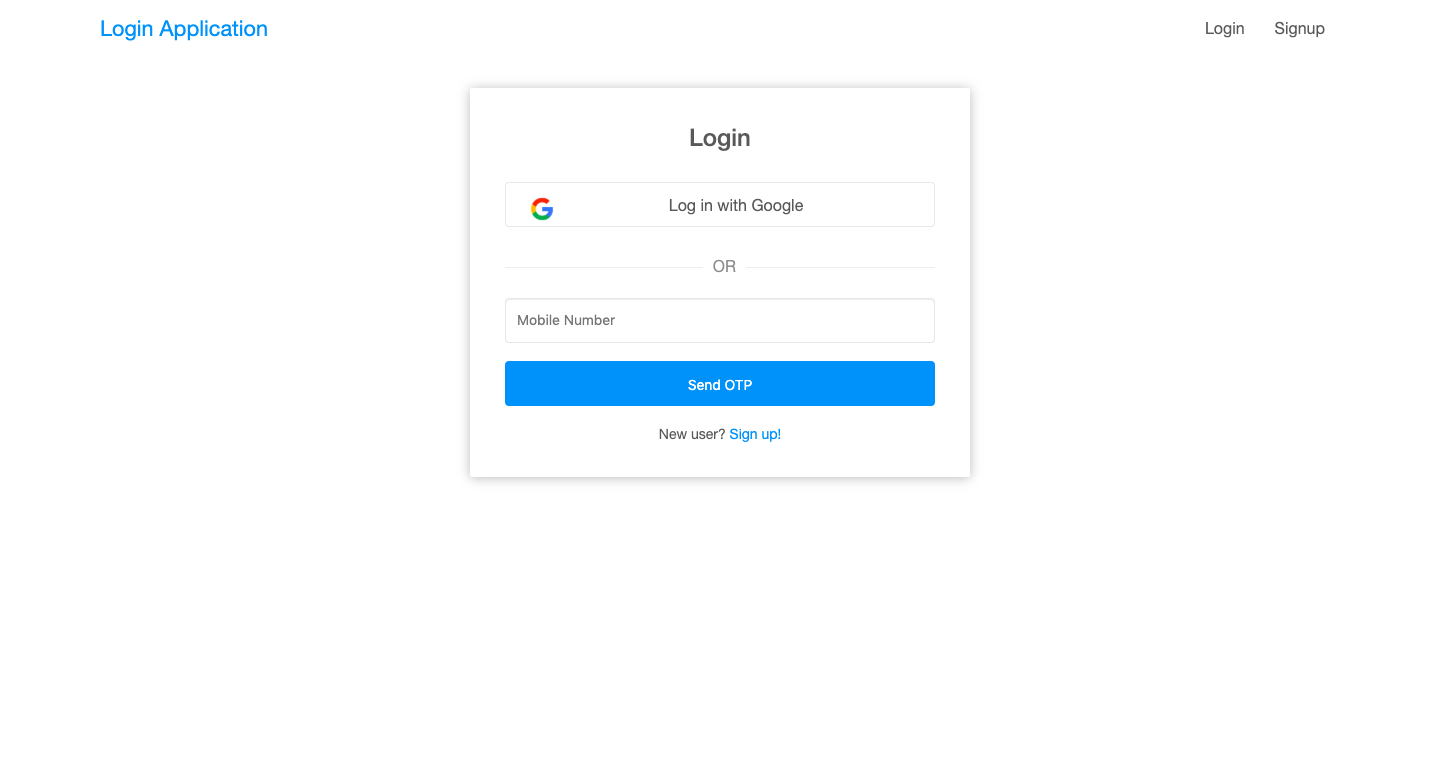 Login Application
Login
Signup
Login
Log in with Google
OR
Mobile Number
Send OTP
New user? Sign up!